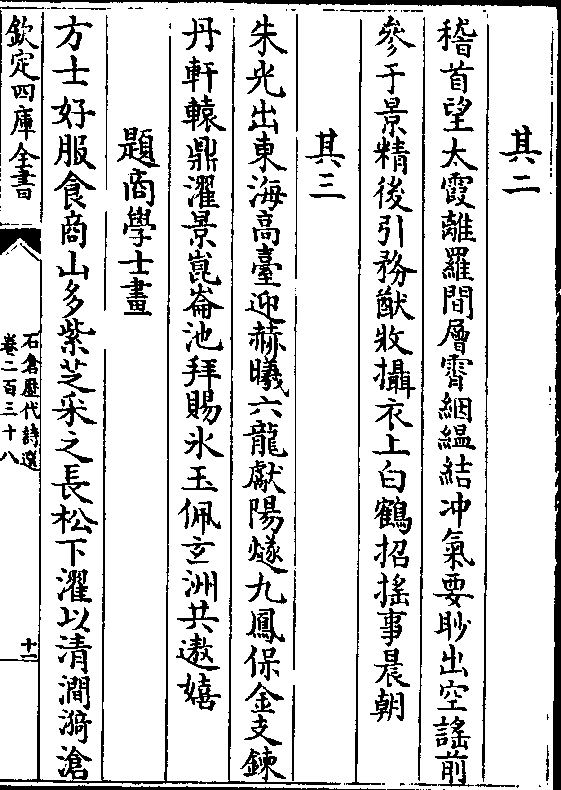 其二
稽首望太霞離羅間層霄絪緼結冲氣要眇出空謠前
參于景精後引務猷收攝衣上白鶴招搖事晨朝
其三
朱光出東海高臺迎赫曦六龍獻陽燧九鳳保金支鍊
丹軒轅鼎濯景崑崙池拜賜氷玉佩玄洲共遨嬉
題商學士畫
方士好服食商山多紫芝采之長松下濯以清澗漪滄
欽定四庫全書
石倉歷代詩選
卷二百三十八
十二